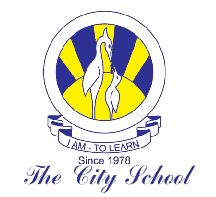 I AM - TO LEARN
Since 1978
The City School